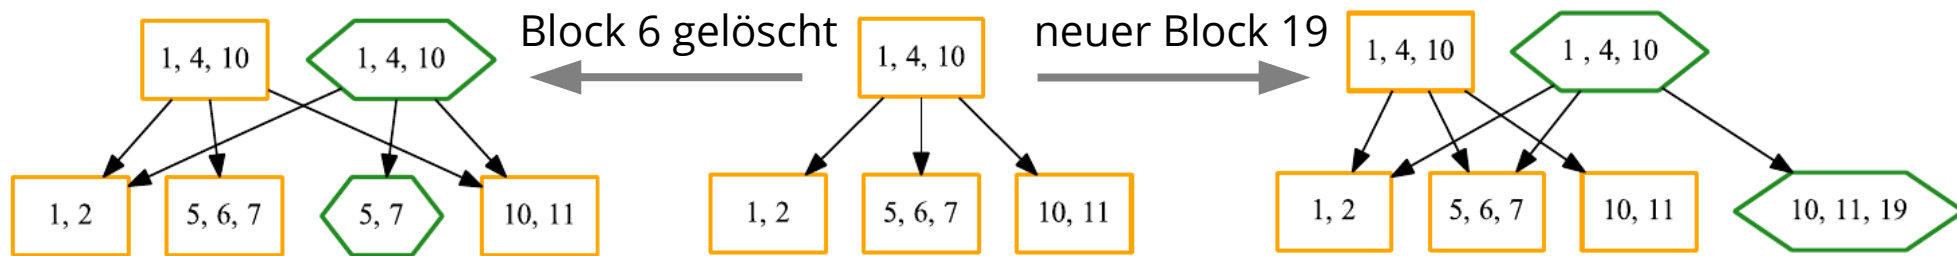 Block 6 gelöscht
neuer Block 19
1, 4, 10
1, 4, 10
1, 4, 10
1, 4, 10
1 , 4, 10
1, 2
5, 6, 7
5, 7
10, 11
1, 2
5, 6, 7
10, 11
1, 2
5, 6, 7
10, 11
10, 11, 19